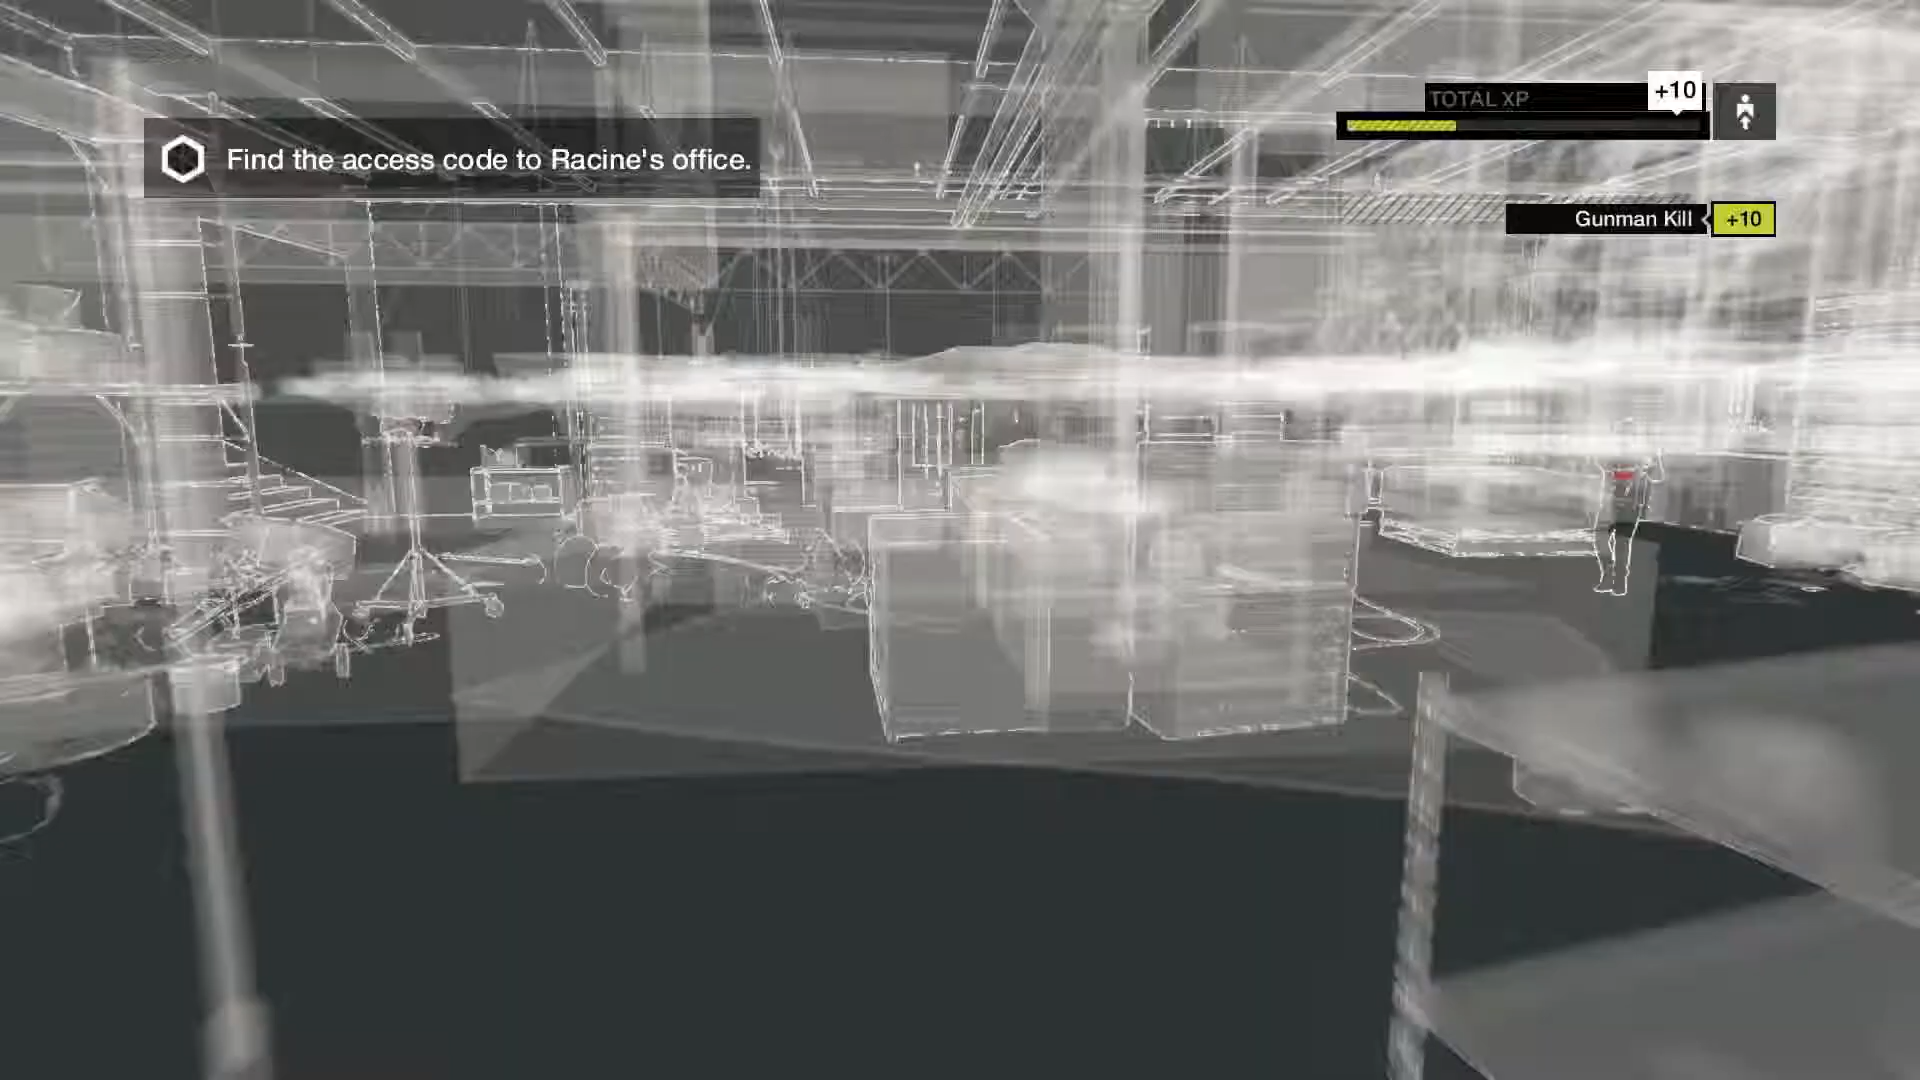 TOTAL XP
+10
Find the access code to Racine's office.
Gunman Kill
+10